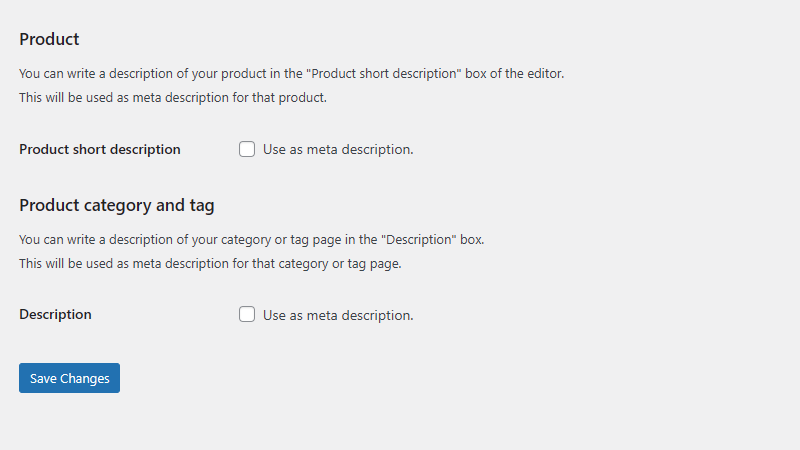 Product
You can write a description of your product in the "Product short description" box of the editor.
This will be used as meta description for that product.
Product short description
Use as meta description.
Product category and tag
You can write a description of your category or tag page in the "Description" box.
This will be used as meta description for that category or tag page.
Description
Use as meta description.
Save Changes